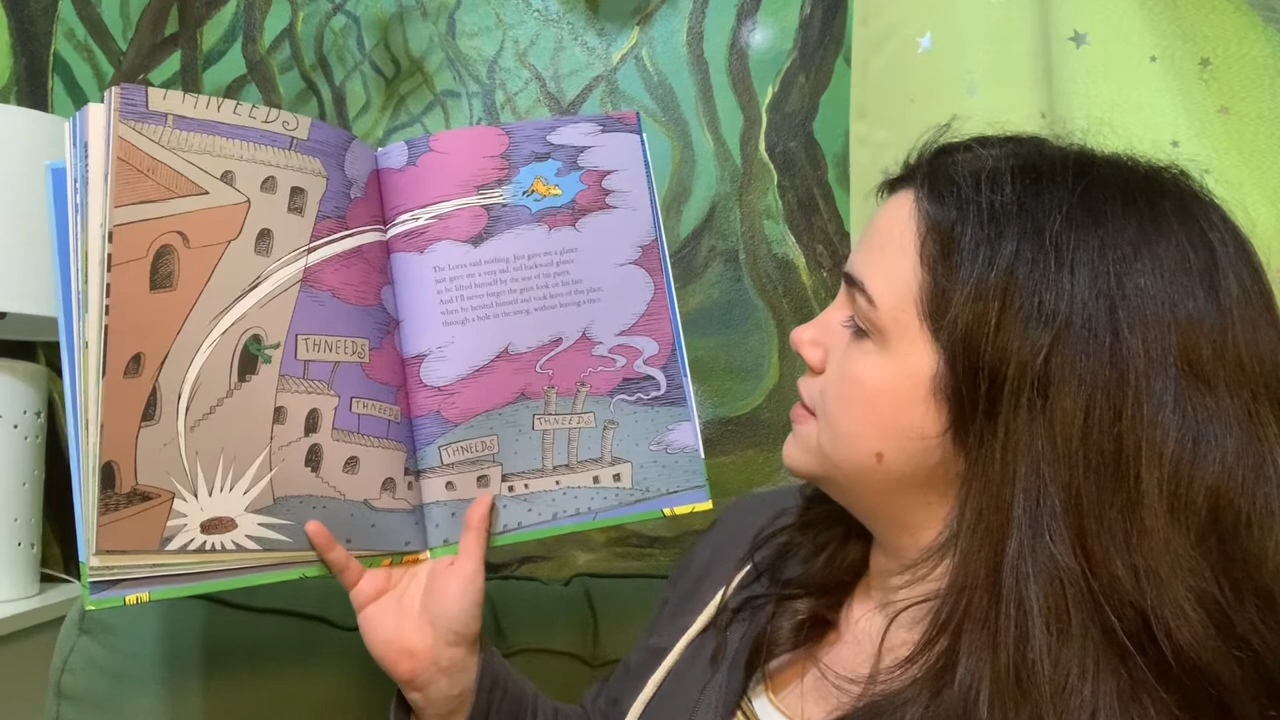 THNEEDS
THNEEDS
THNEEDS
The Lorax said nothing. Just gave me a glance
just gave me a very sad, sad backward glance
as he lifted himself by the seat of his pants.
And I'll never forget the grim look on his face
when he heisted himself and took leave of this place,
through a hole in the smog, without leaving a trace
THNEEDS
THNEEDS